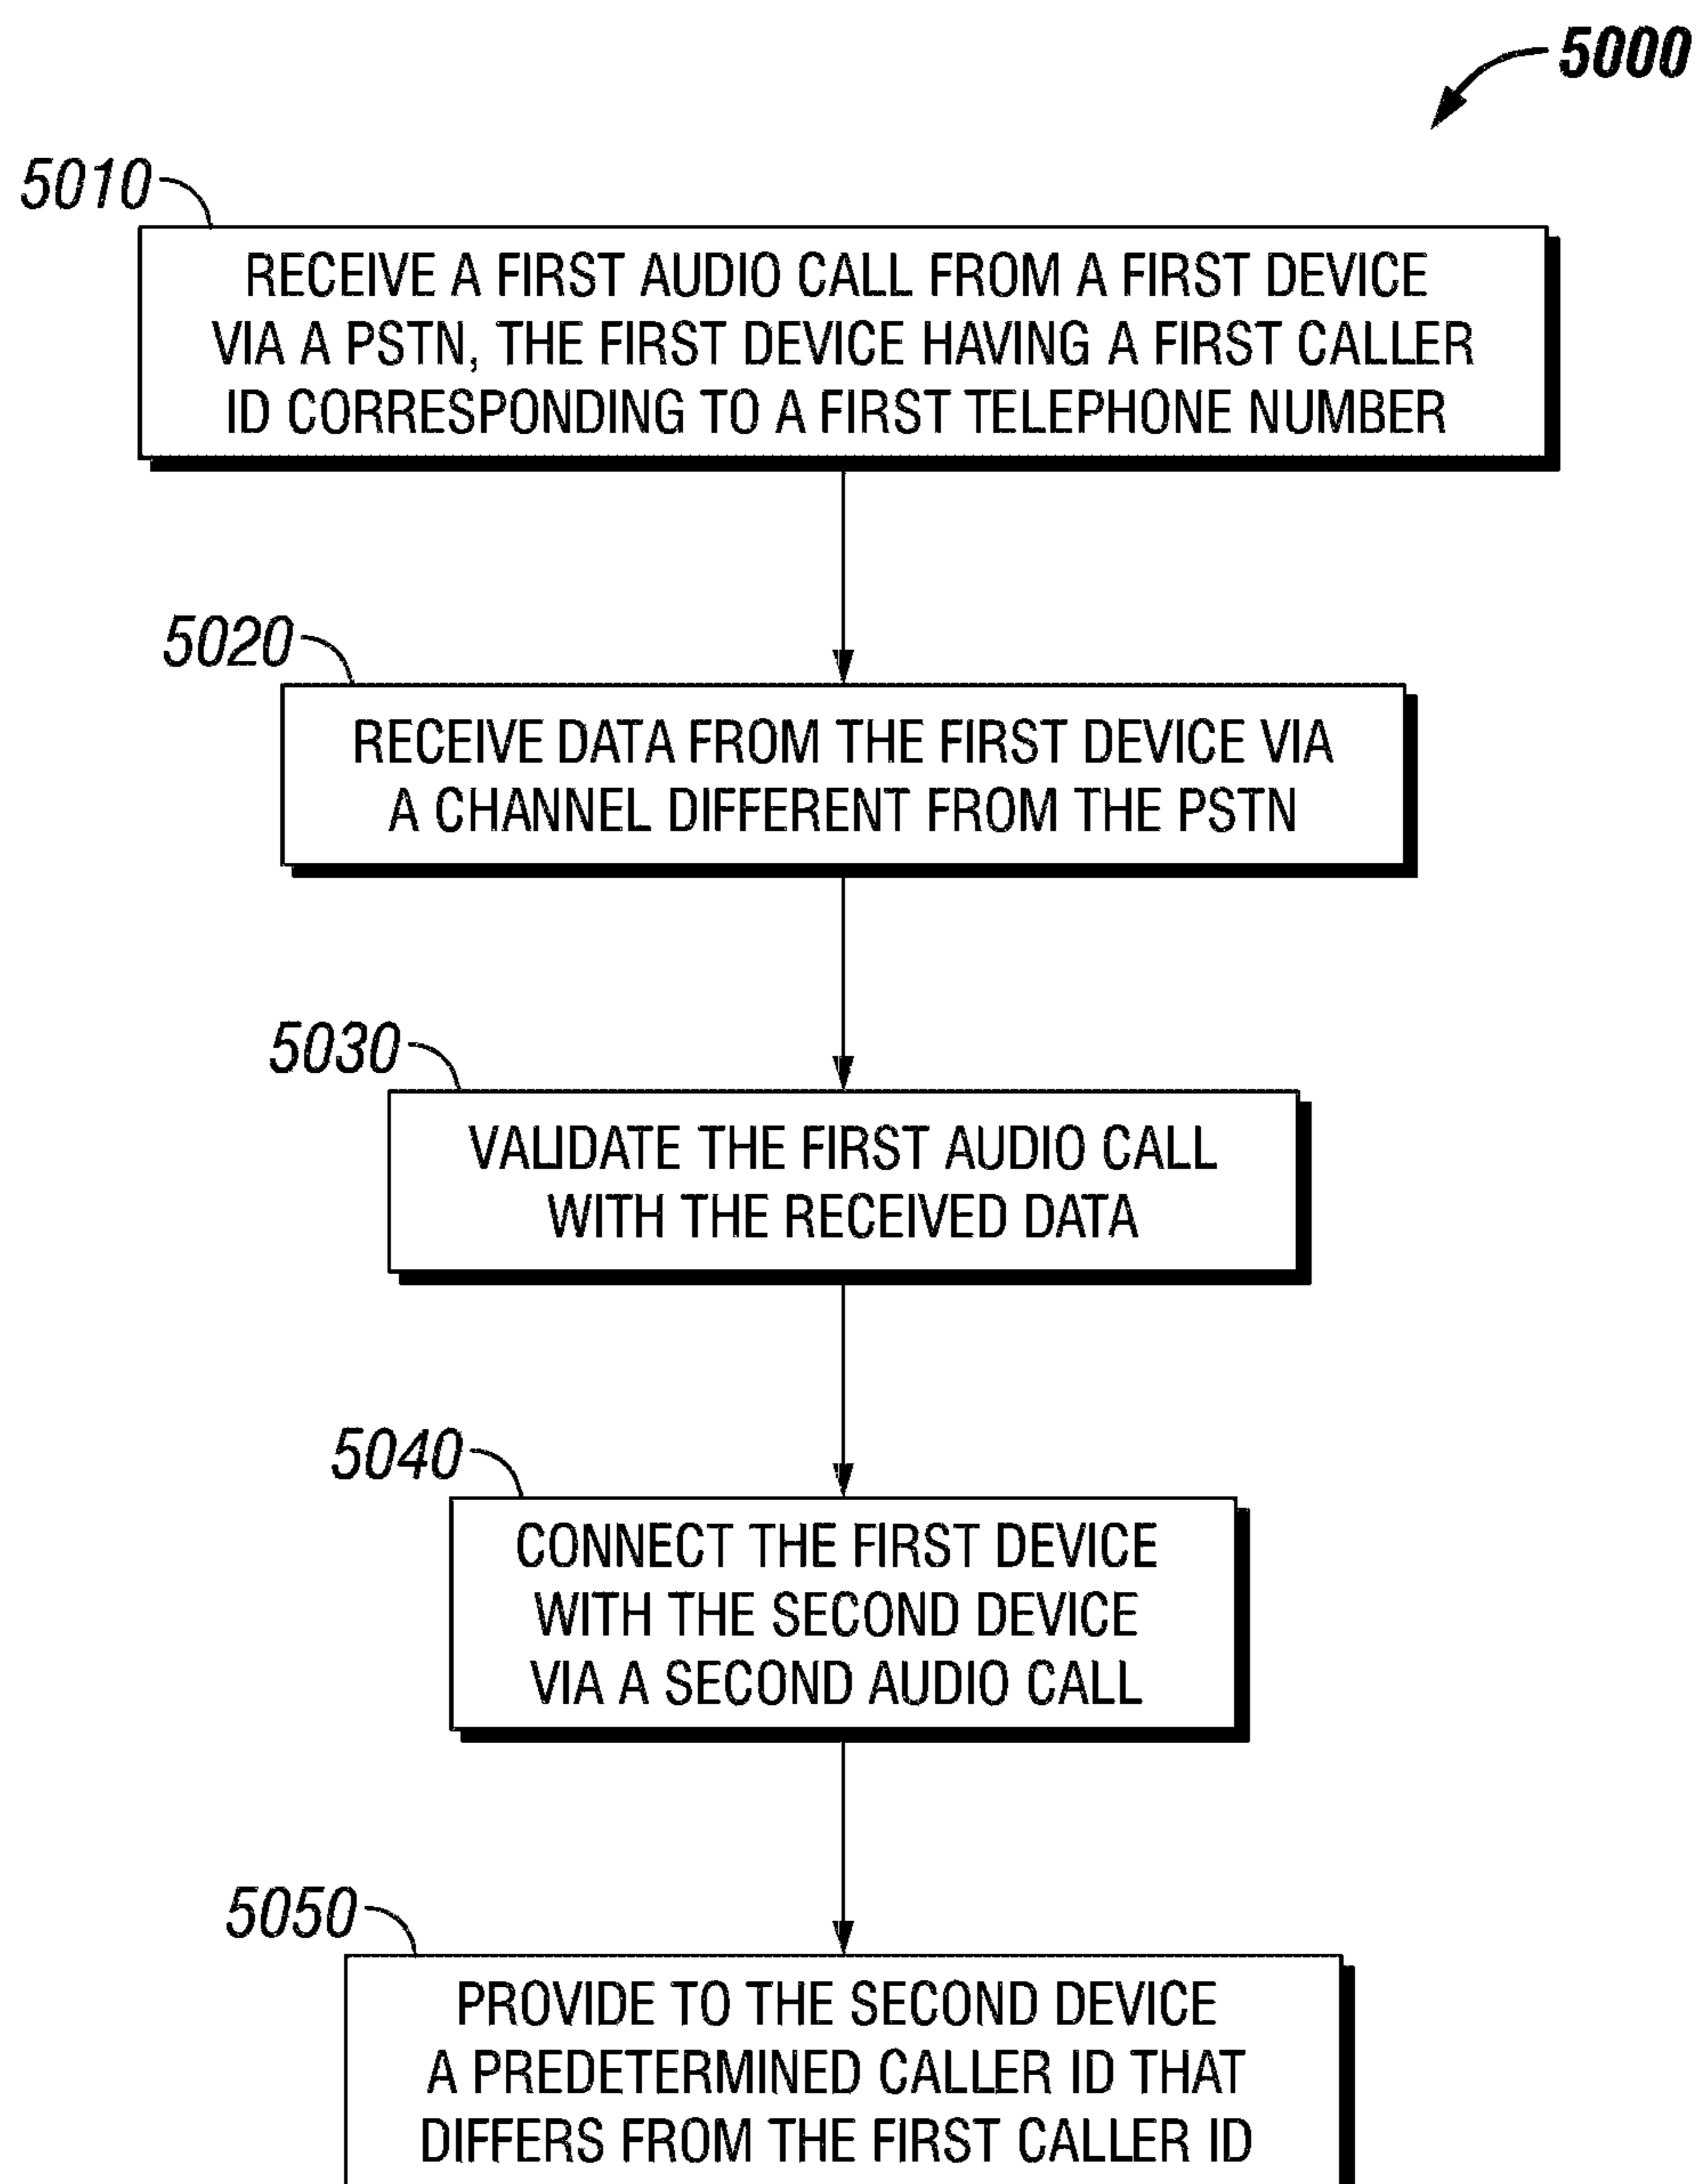 5000
5010
RECEIVE A FIRST AUDIO CALL FROM A FIRST DEVICE
VIA A PSTN, THE FIRST DEVICE HAVING A FIRST CALLER
ID CORRESPONDING TO A FIRST TELEPHONE NUMBER
5020
RECEIVE DATA FROM THE FIRST DEVICE VIA
A CHANNEL DIFFERENT FROM THE PSTN
5030
VALIDATE THE FIRST AUDIO CALL
WITH THE RECEIVED DATA
5040
CONNECT THE FIRST DEVICE
WITH THE SECOND DEVICE
VIA A SECOND AUDIO CALL
5050
PROVIDE TO THE SECOND DEVICE
A PREDETERMINED CALLER ID THAT
DIFFERS FROM THE FIRST CALLER ID